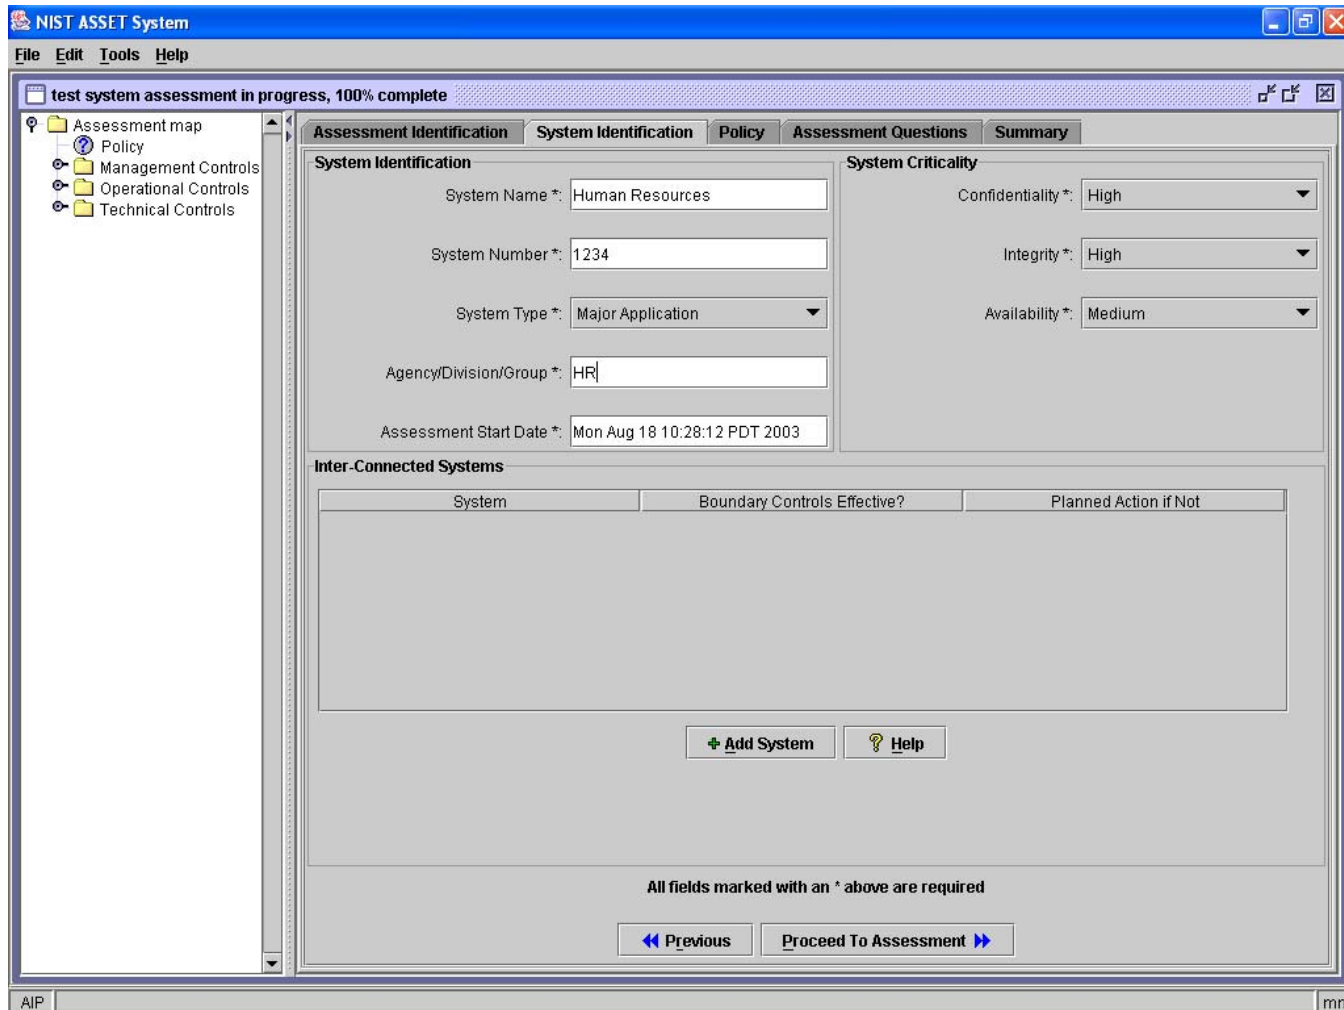 NIST ASSET System
File Edit Tools Help
test system assessment in progress, 100% complete
Assessment map
Policy
Management Controls
Operational Controls
Technical Controls
Assessment Identification System Identification Policy Assessment Questions Summary
System Identification
System Name *: Human Resources
System Number *: 1234
System Type *: Major Application
Agency/Division/Group *: HR
Assessment Start Date *: Mon Aug 18 10:28:12 PDT 2003
System Criticality
Confidentiality *: High
Integrity *: High
Availability *: Medium
Inter-Connected Systems
System Boundary Controls Effective? Planned Action if Not
Add System Help
All fields marked with an * above are required
Previous Proceed To Assessment
AIP